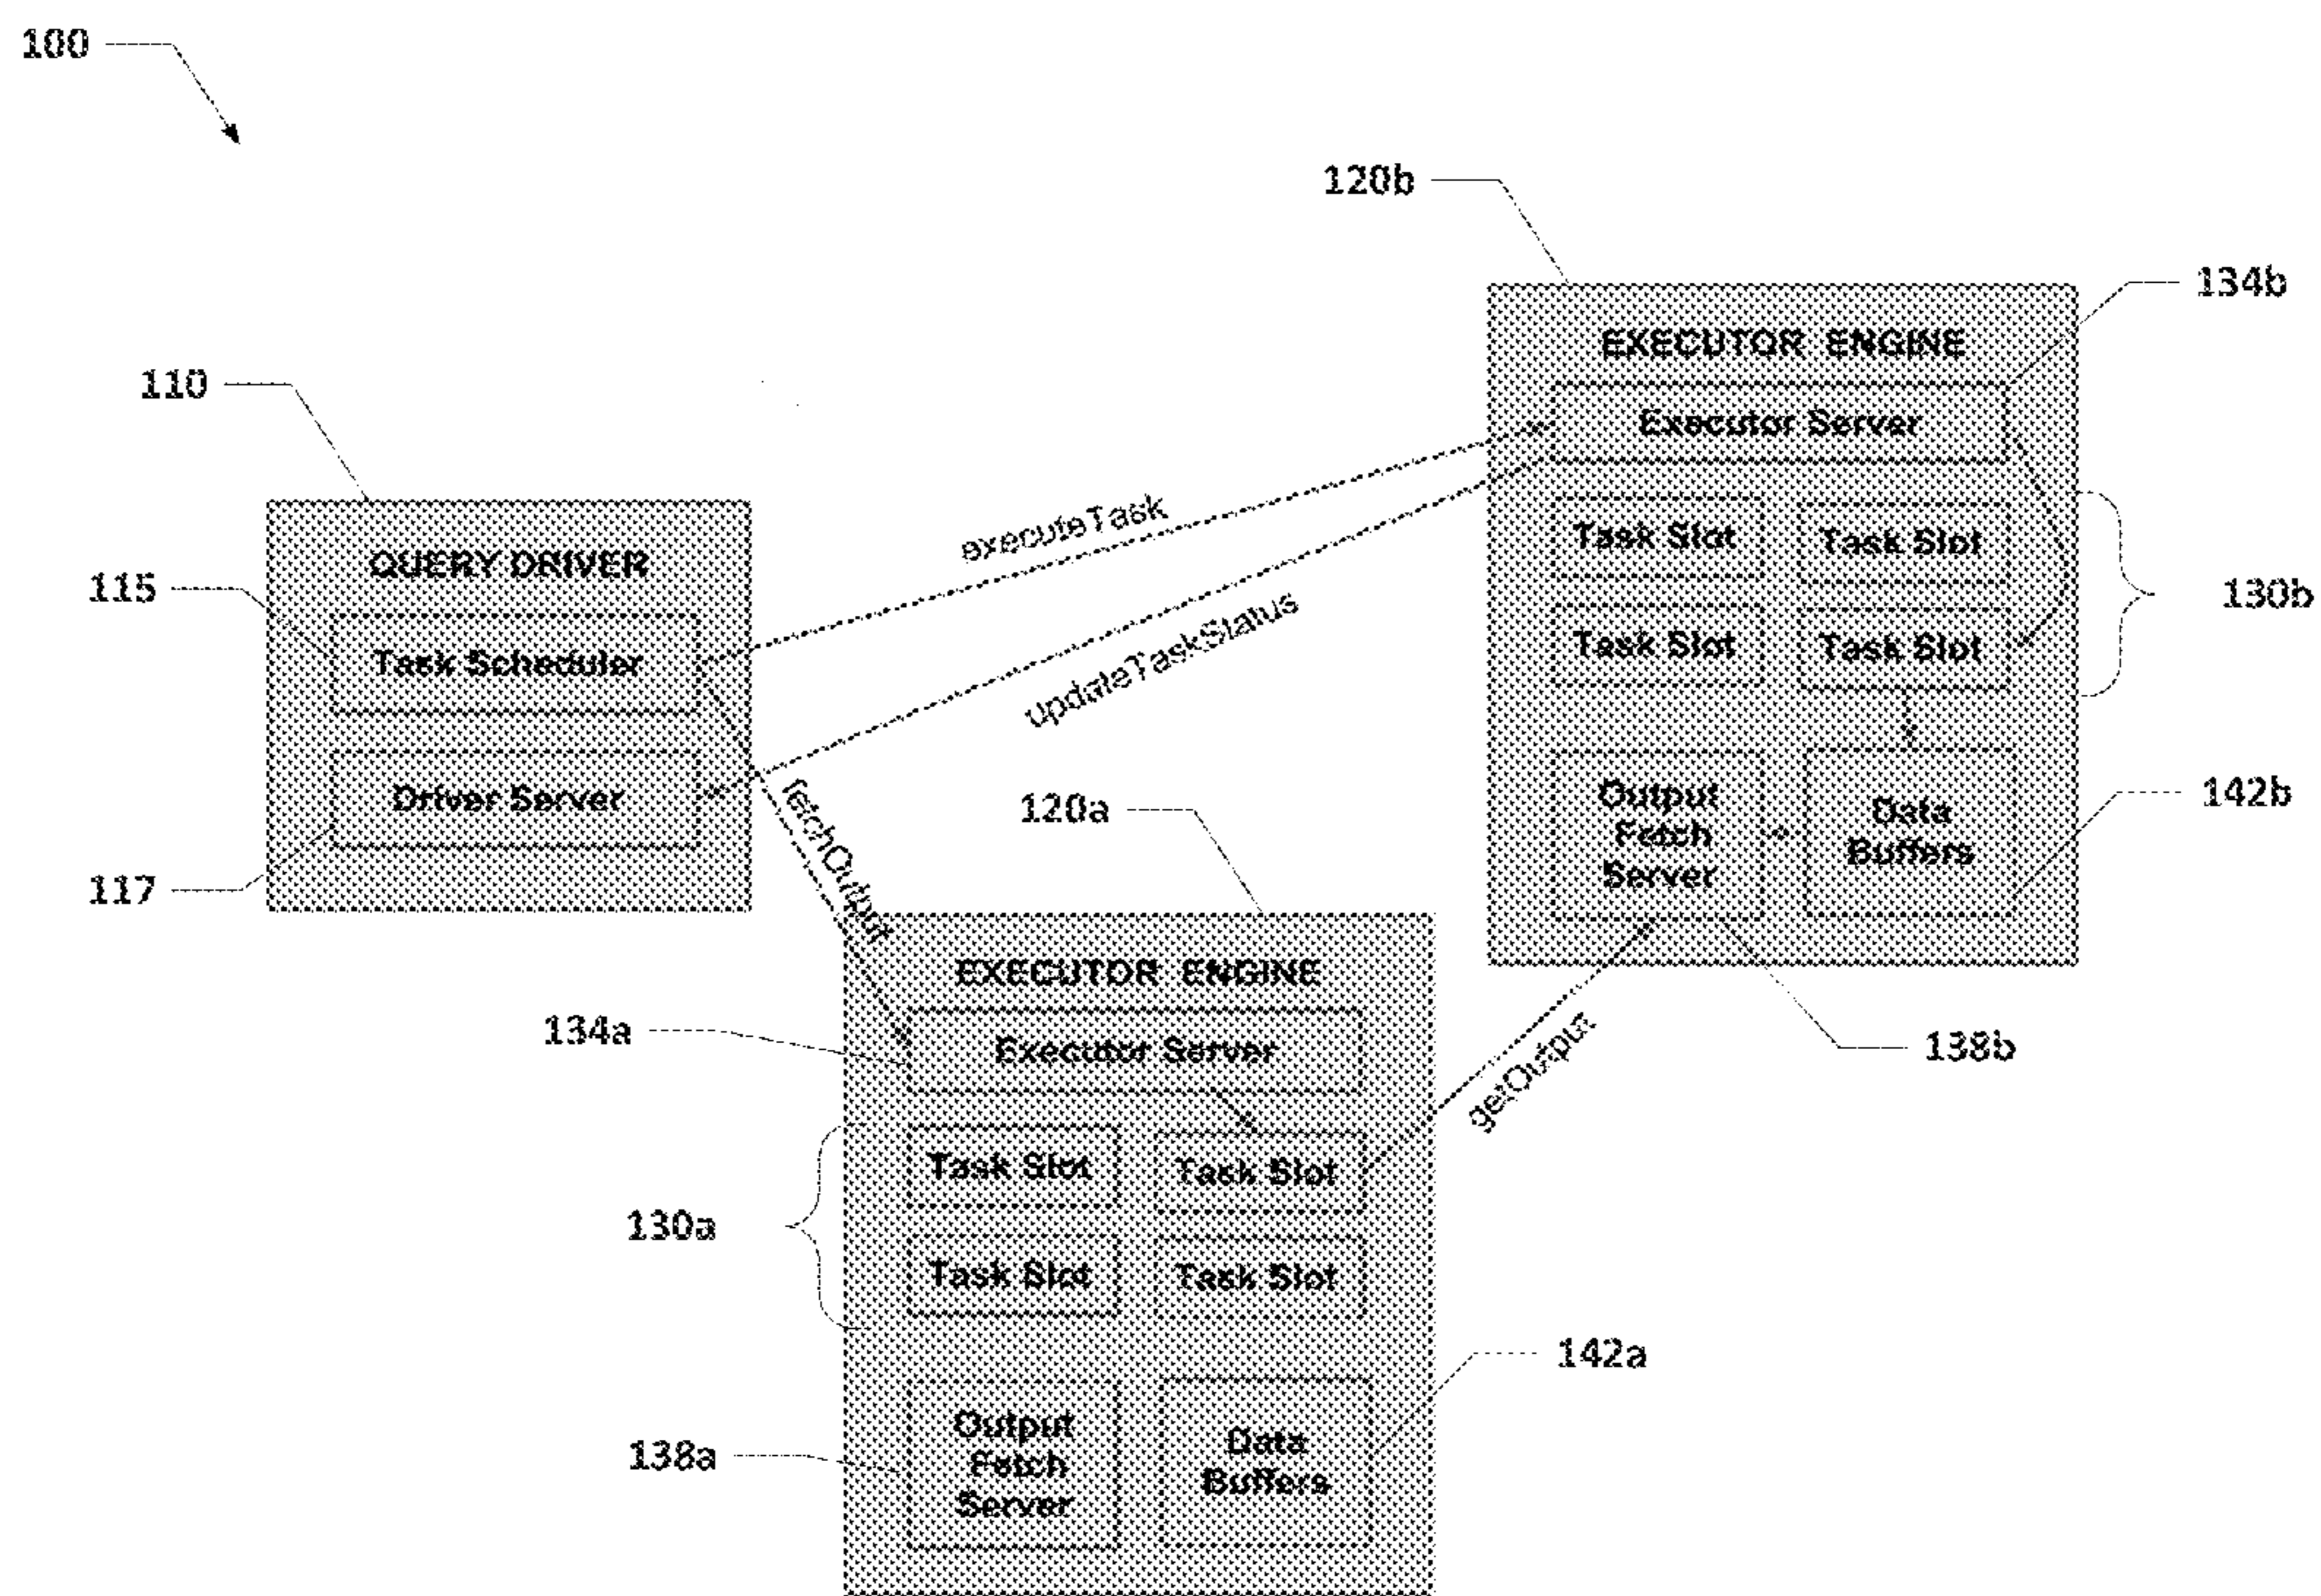 100
120b
134b
EXECUTOR ENGINE
110
Executor Server
executeTask
QUERY DRIVER
Task Slot
Task Slot
115
130b
updateTaskStatus
Task Scheduler
Task Slot
Task Slot
Driver Server
fetchOutput
120a
Output
Fetch
Server
Data
Buffers
142b
117
EXECUTOR ENGINE
134a
Executor Server
getOutput
138b
Task Slot
Task Slot
130a
Task Slot
Task Slot
142a
138a
Output
Fetch
Server
Data
Buffers